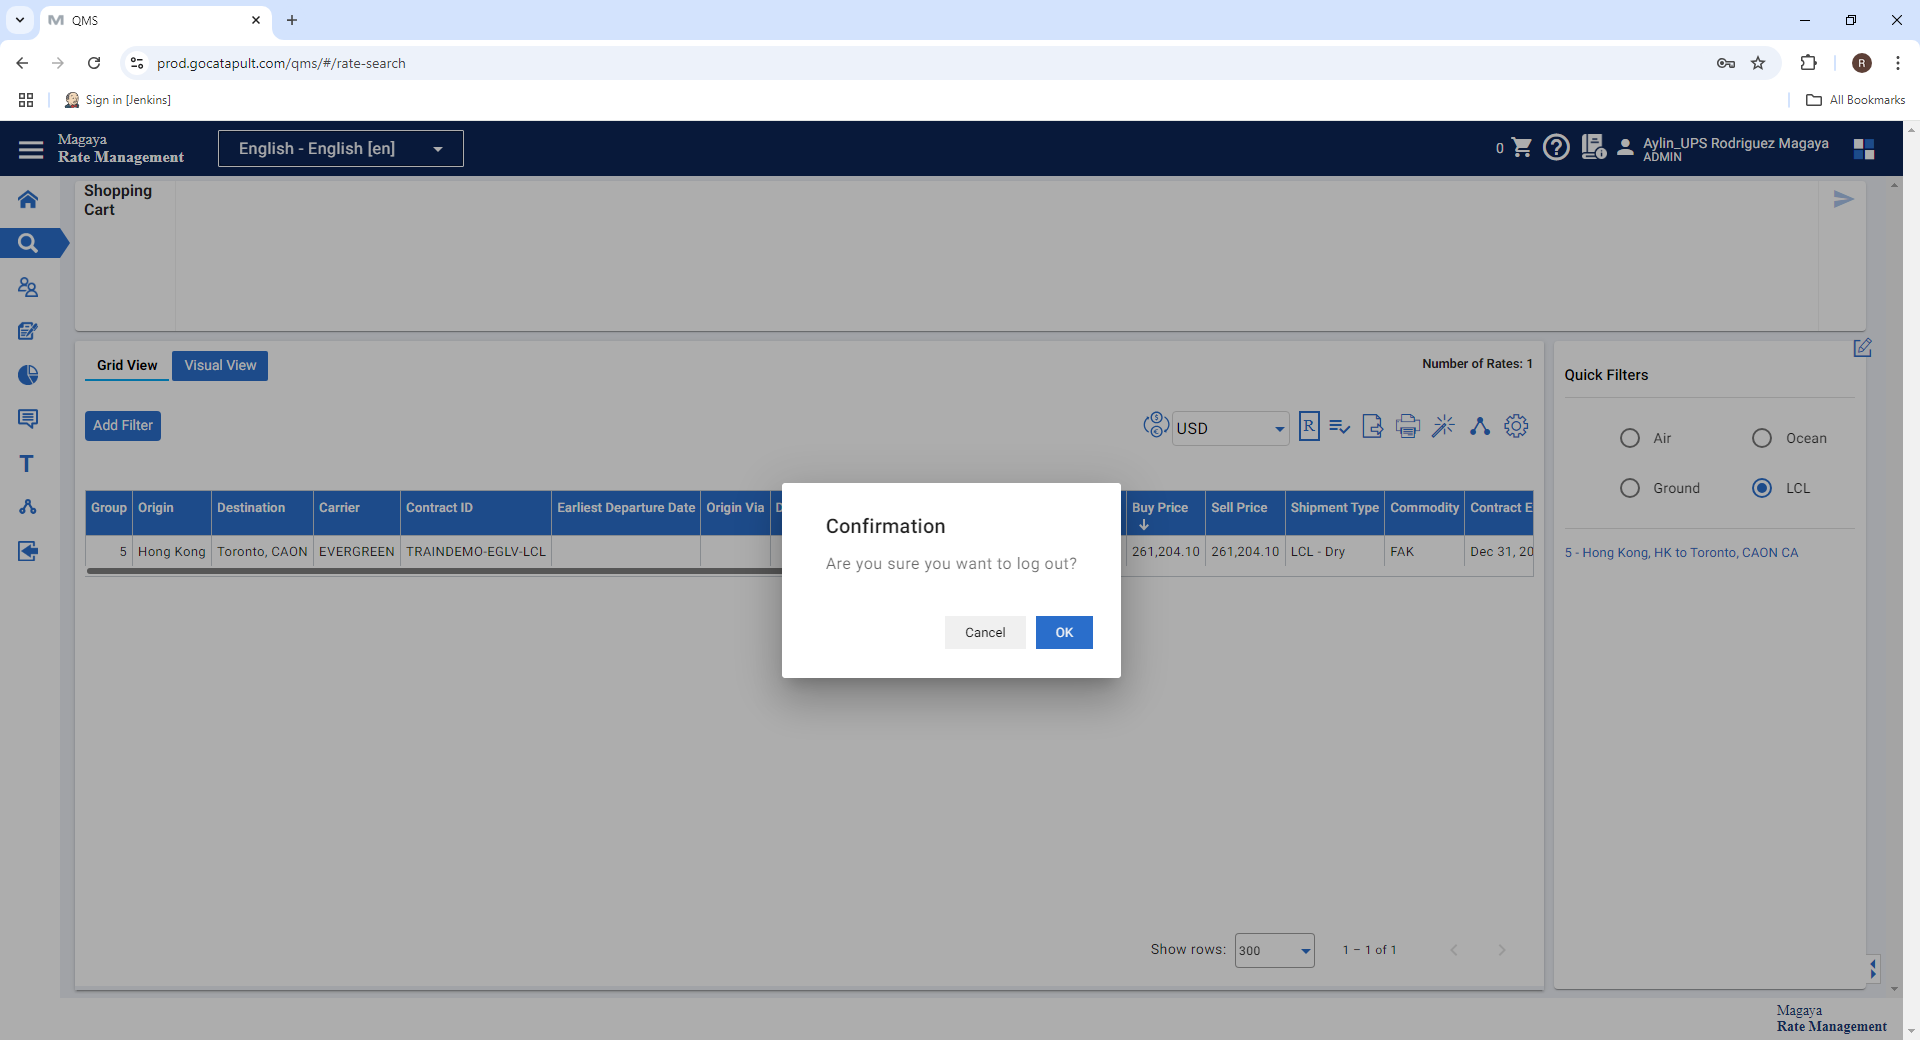 QMS
prod.gocatapult.com/qms/#/rate-search
R
Sign in [Jenkins]
All Bookmarks
Magaya
Rate Management
English - English [en]
0
Aylin_UPS Rodriguez Magaya
ADMIN
Shopping
Cart
Grid View
Visual View
Number of Rates: 1
Quick Filters
Add Filter
USD
R
Air
Ocean
Ground
LCL
Group Origin Destination Carrier Contract ID Earliest Departure Date Origin Via D Buy Price Sell Price Shipment Type Commodity Contract E
5 Hong Kong Toronto, CAON EVERGREEN TRAINDEMO-EGLV-LCL 261,204.10 261,204.10 LCL - Dry FAK Dec 31, 20
5 - Hong Kong, HK to Toronto, CAON CA
T
Confirmation
Are you sure you want to log out?
Cancel
OK
Show rows: 300 1 – 1 of 1
Magaya
Rate Management